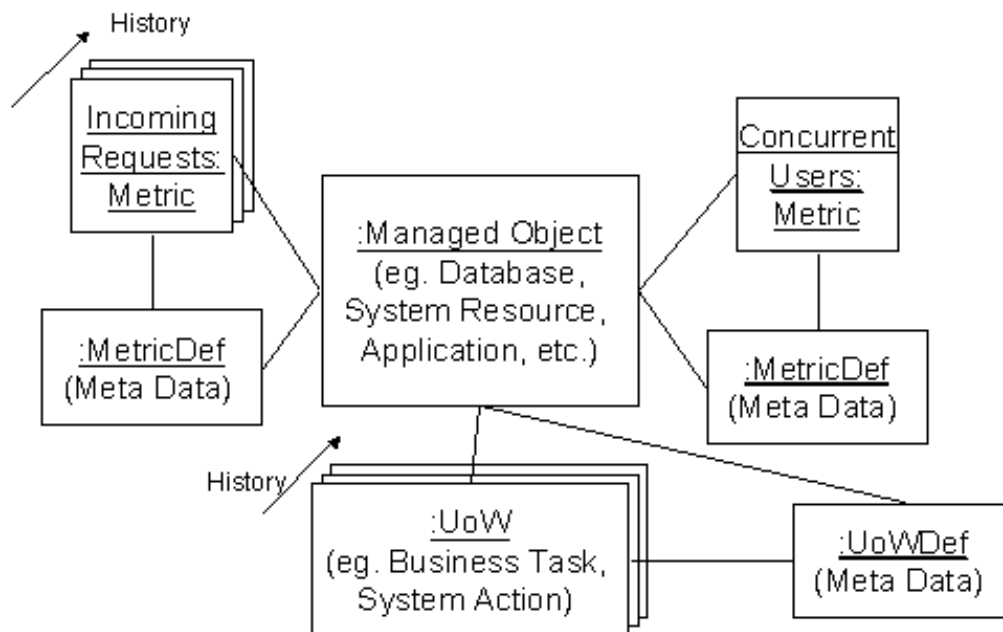 History
Incoming
Requests:
Metric
:MetricDef
(Meta Data)
:Managed Object
(eg. Database,
System Resource,
Application, etc.)
Concurrent
Users:
Metric
:MetricDef
(Meta Data)
History
:UoW
(eg. Business Task,
System Action)
:UoWDef
(Meta Data)